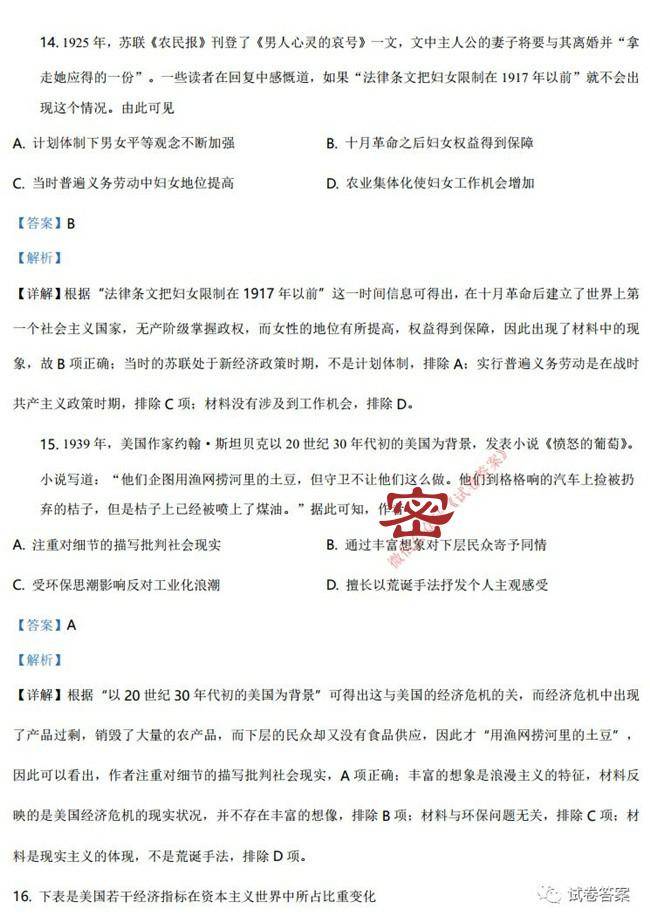 14. 1925 年，苏联《农民报》刊登了《男人心灵的哀号》一文，文中主人公的妻子将要与其离婚并“拿
走她应得的一份”。一些读者在回复中感慨道，如果“法律条文把妇女限制在 1917 年以前”就不会出
现这个情况。由此可见
A. 计划体制下男女平等观念不断加强 B. 十月革命之后妇女权益得到保障
C. 当时普遍义务劳动中妇女地位提高 D. 农业集体化使妇女工作机会增加
【答案】B
【解析】
【详解】根据“法律条文把妇女限制在 1917 年以前”这一时间信息可得出，在十月革命后建立了世界上第
一个社会主义国家，无产阶级掌握政权，而女性的地位有所提高，权益得到保障，因此出现了材料中的现
象，故 B 项正确；当时的苏联处于新经济政策时期，不是计划体制，排除 A；实行普遍义务劳动是在战时
共产主义政策时期，排除 C 项；材料没有涉及到工作机会，排除 D。
15. 1939 年，美国作家约翰·斯坦贝克以 20 世纪 30 年代初的美国为背景，发表小说《愤怒的葡萄》。
小说写道：“他们企图用渔网捞河里的土豆，但守卫不让他们这么做。他们到格格响的汽车上捡被扔
弃的桔子，但是桔子上已经被喷上了煤油。”据此可知，作
密
《试卷答案》
A. 注重对细节的描写批判社会现实 B. 通过丰富想象对下层民众寄予同情
C. 受环保思潮影响反对工业化浪潮 D. 擅长以荒诞手法抒发个人主观感受
【答案】A
【解析】
【详解】根据“以 20 世纪 30 年代初的美国为背景”可得出这与美国的经济危机的关，而经济危机中出现
了产品过剩，销毁了大量的农产品，而下层的民众却又没有食品供应，因此才“用渔网捞河里的土豆”，
因此可以看出，作者注重对细节的描写批判社会现实，A 项正确；丰富的想象是浪漫主义的特征，材料反
映的是美国经济危机的现实状况，并不存在丰富的想像，排除 B 项；材料与环保问题无关，排除 C 项；材
料是现实主义的体现，不是荒诞手法，排除 D 项。
16. 下表是美国若干经济指标在资本主义世界中所占比重变化
试卷答案